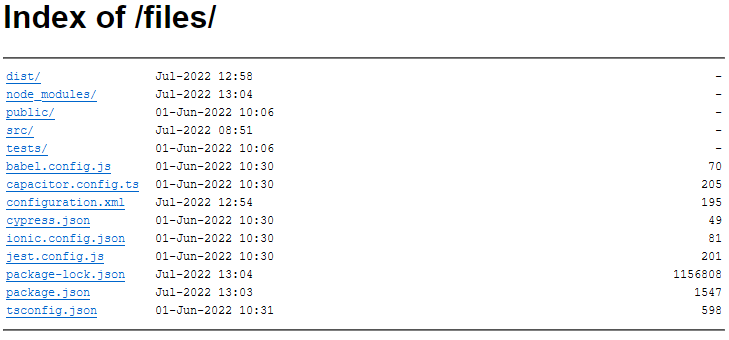 Index of /files/
dist/ Jul-2022 12:58 -
node_modules/ Jul-2022 13:04 -
public/ 01-Jun-2022 10:06 -
src/ Jul-2022 08:51 -
tests/ 01-Jun-2022 10:06 -
babel.config.js 01-Jun-2022 10:30 70
capacitor.config.ts 01-Jun-2022 10:30 205
configuration.xml Jul-2022 12:54 195
cypress.json 01-Jun-2022 10:30 49
ionic.config.json 01-Jun-2022 10:30 81
jest.config.js 01-Jun-2022 10:30 201
package-lock.json Jul-2022 13:04 1156808
package.json Jul-2022 13:03 1547
tsconfig.json 01-Jun-2022 10:31 598